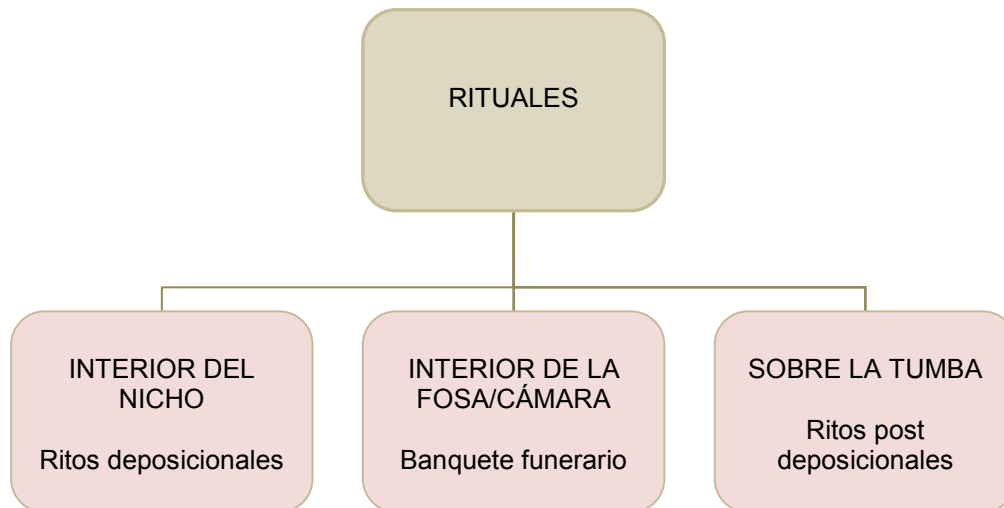 RITUALES
INTERIOR DEL
NICHO
Ritos deposicionales
INTERIOR DE LA
FOSA/CÁMARA
Banquete funerario
SOBRE LA TUMBA
Ritos post
deposicionales